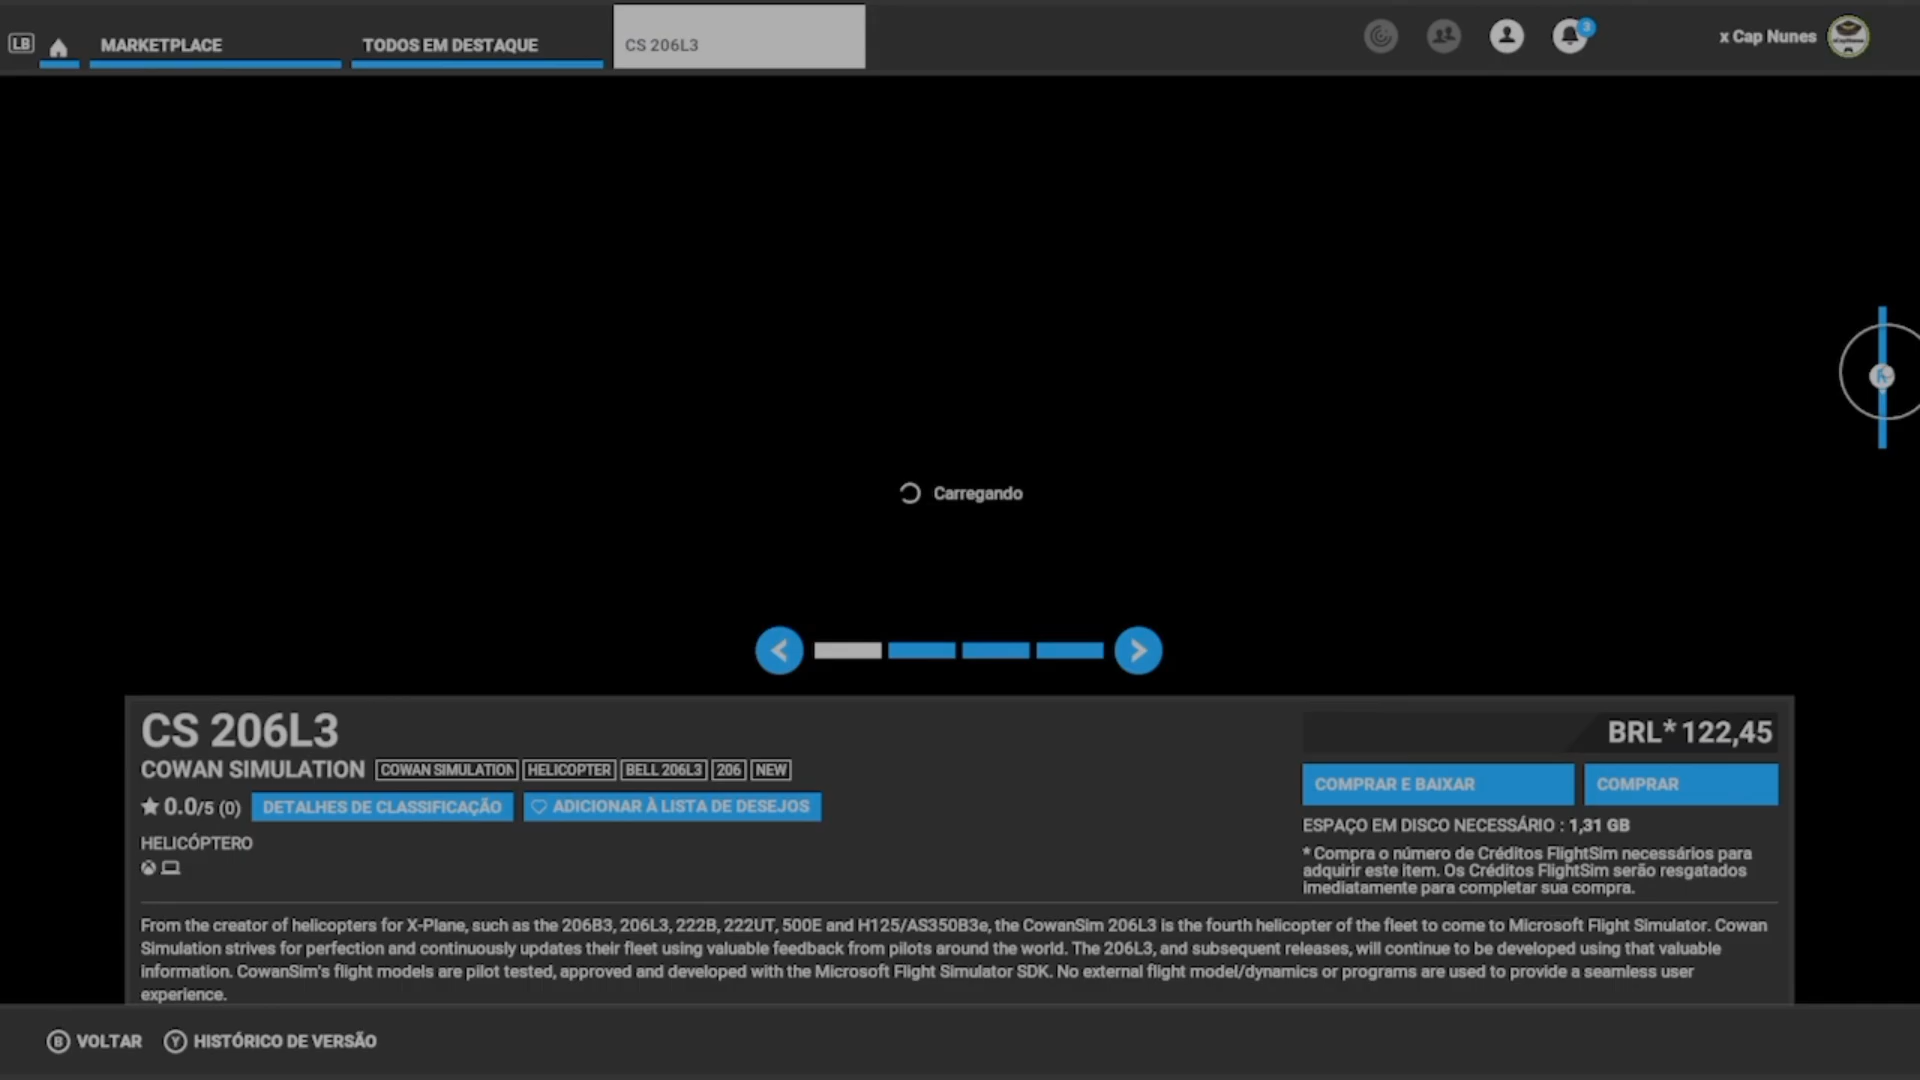 LB
MARKETPLACE
TODOS EM DESTAQUE
CS 206L3
3
x Cap Nunes
Carregando
CS 206L3
BRL* 122,45
COWAN SIMULATION COWAN SIMULATION HELICOPTER BELL 206L3 206 NEW
COMPRAR E BAIXAR
COMPRAR
0.0/5 (0) DETALHES DE CLASSIFICAÇÃO ADICIONAR À LISTA DE DESEJOS
ESPAÇO EM DISCO NECESSÁRIO : 1,31 GB
HELICÓPTERO
* Compra o número de Créditos FlightSim necessários para
adquirir este item. Os Créditos FlightSim serão resgatados
imediatamente para completar sua compra.
From the creator of helicopters for X-Plane, such as the 206B3, 206L3, 222B, 222UT, 500E and H125/AS350B3e, the CowanSim 206L3 is the fourth helicopter of the fleet to come to Microsoft Flight Simulator. Cowan
Simulation strives for perfection and continuously updates their fleet using valuable feedback from pilots around the world. The 206L3, and subsequent releases, will continue to be developed using that valuable
information. CowanSim's flight models are pilot tested, approved and developed with the Microsoft Flight Simulator SDK. No external flight model/dynamics or programs are used to provide a seamless user
experience.
B VOLTAR
Y HISTÓRICO DE VERSÃO